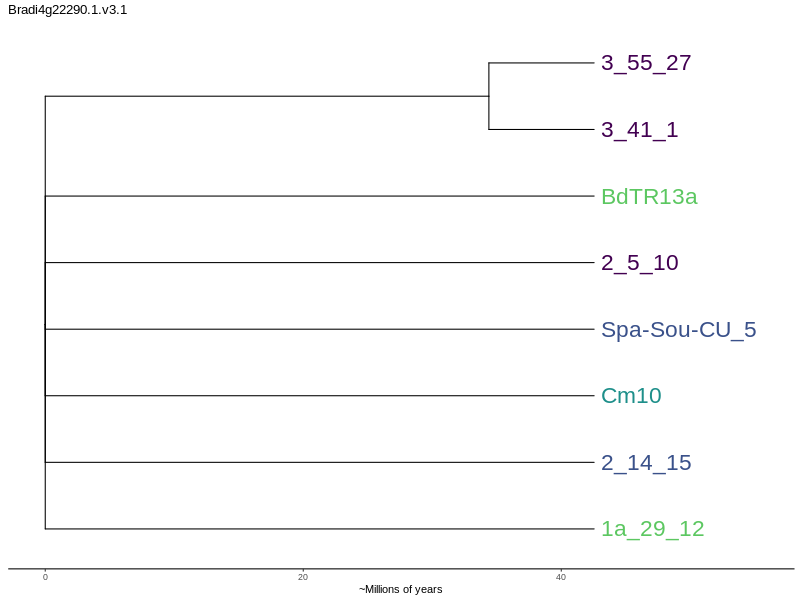 Bradi4g22290.1.v3.1
3_55_27
3_41_1
BdTR13a
2_5_10
Spa-Sou-CU_5
Cm10
2_14_15
1a_29_12
0 20 40
~Millions of years